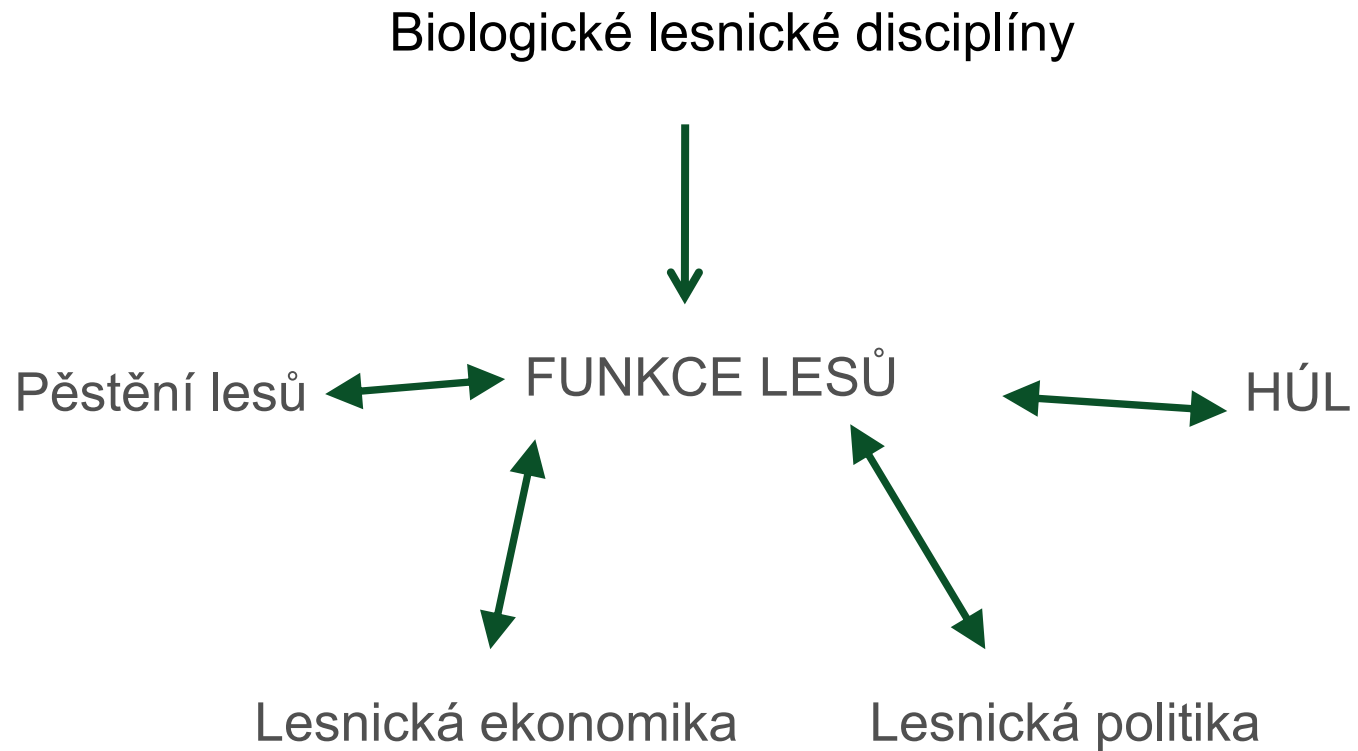 Biologické lesnické disciplíny
Pěstění lesů
FUNKCE LESŮ
HÚL
Lesnická ekonomika
Lesnická politika